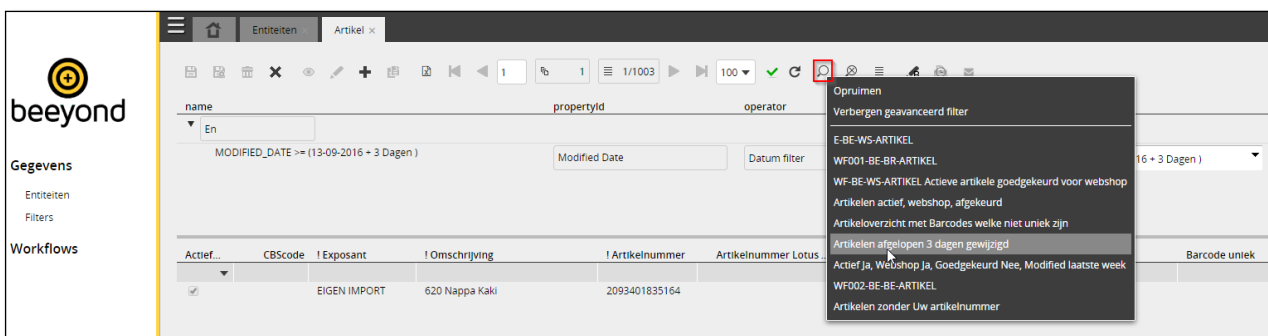 Entiteiten ×
Artikel ×
beeyond
1
1
1/1003
100
Opruimen
Verbergen geavanceerd filter
E-BE-WS-ARTIKEL
WF001-BE-BR-ARTIKEL
WF-BE-WS-ARTIKEL Actieve artikele goedgekeurd voor webshop
Artikelen actief, webshop, afgekeurd
Artikeloverzicht met Barcodes welke niet uniek zijn
Artikelen afgelopen 3 dagen gewijzigd
Actief Ja, Webshop Ja, Goedgekeurd Nee, Modified laatste week
WF002-BE-BE-ARTIKEL
Artikelen zonder Uw artikelnummer
name propertyId operator
En
MODIFIED_DATE >= (13-09-2016 + 3 Dagen ) Modified Date Datum filter 16 + 3 Dagen )
Gegevens
Entiteiten
Filters
Workflows
Actief... CBScode ! Exposant ! Omschrijving ! Artikelnummer Artikelnummer Lotus .. Barcode uniek
EIGEN IMPORT 620 Nappa Kaki 2093401835164